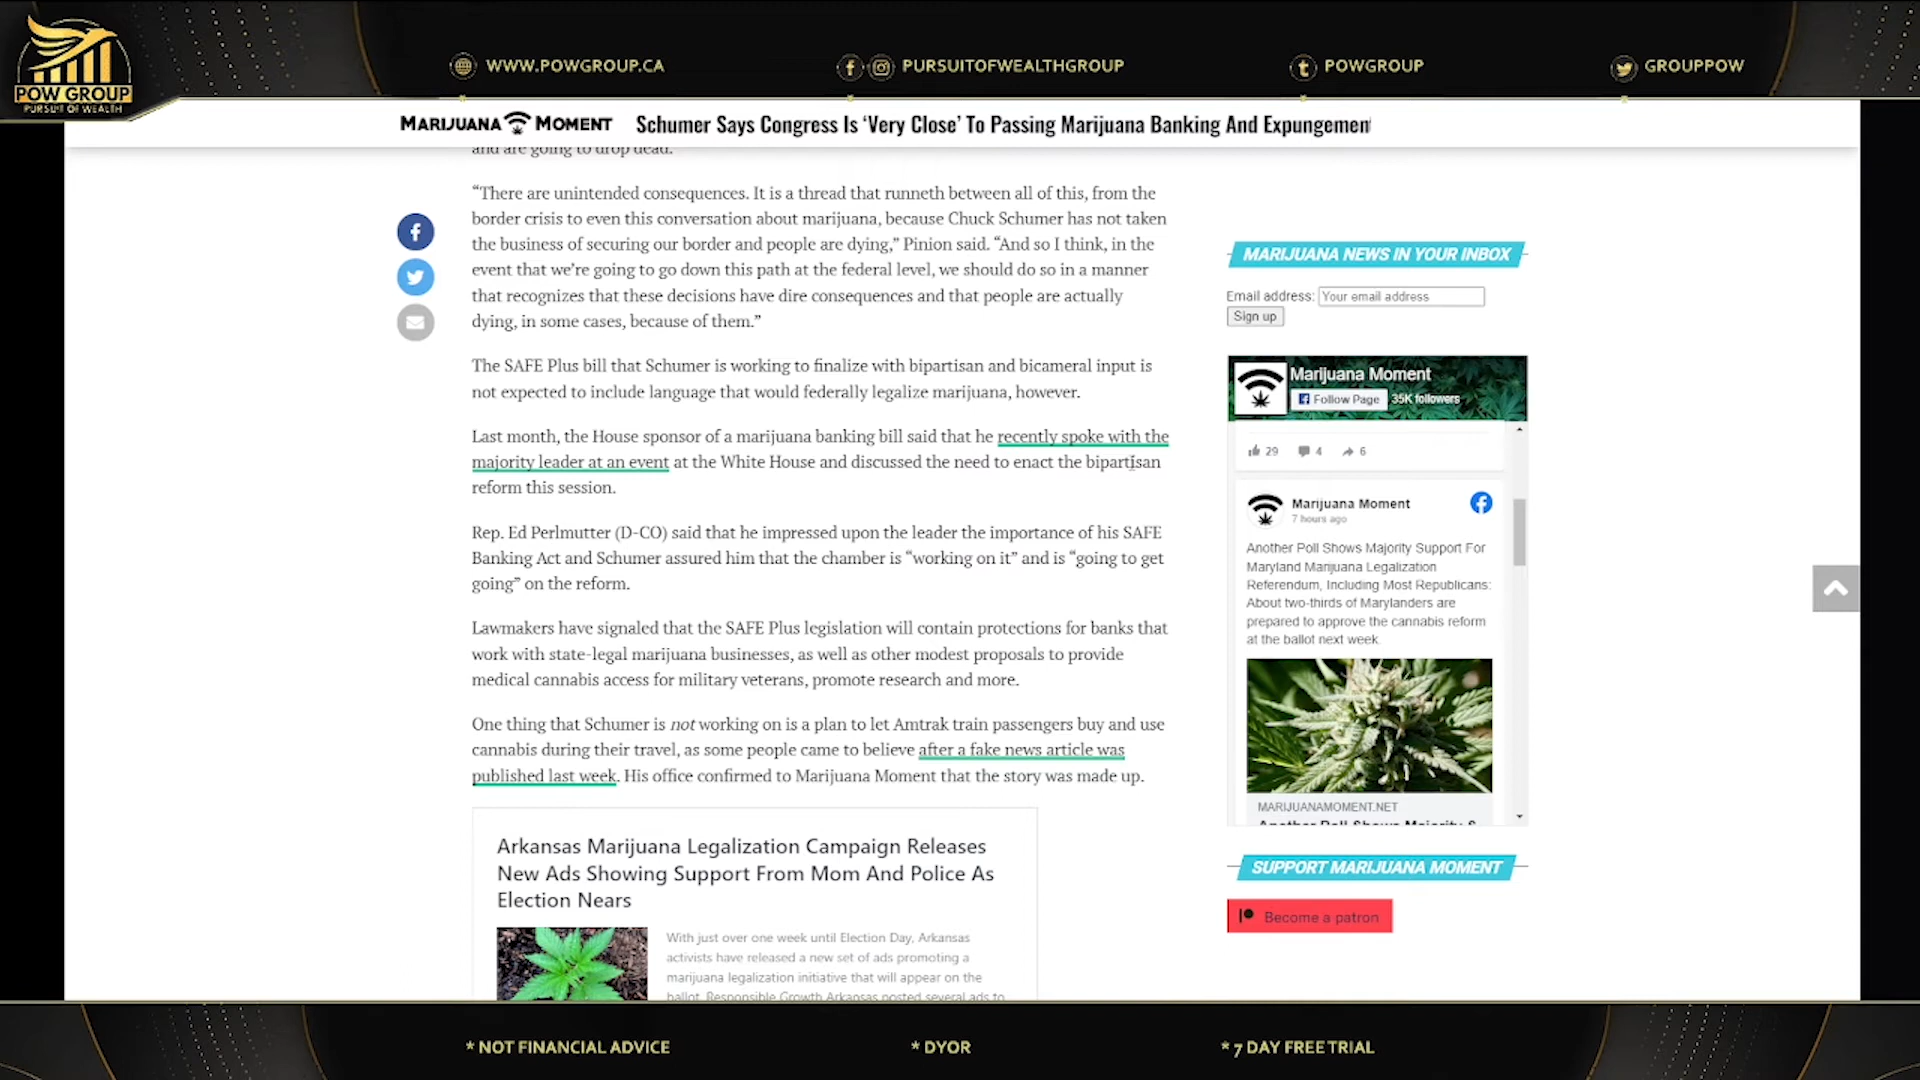 POW GROUP
PURSUIT OF WEALTH
WWW.POWGROUP.CA
PURSUITOFWEALTHGROUP
POWGROUP
GROUPPOW
MARIJUANA MOMENT
Schumer Says Congress Is ‘Very Close’ To Passing Marijuana Banking And Expungemen
and are going to drop dead.
“There are unintended consequences. It is a thread that runneth between all of this, from the
border crisis to even this conversation about marijuana, because Chuck Schumer has not taken
the business of securing our border and people are dying,” Pinion said. “And so I think, in the
event that we’re going to go down this path at the federal level, we should do so in a manner
that recognizes that these decisions have dire consequences and that people are actually
dying, in some cases, because of them.”
The SAFE Plus bill that Schumer is working to finalize with bipartisan and bicameral input is
not expected to include language that would federally legalize marijuana, however.
Last month, the House sponsor of a marijuana banking bill said that he recently spoke with the
majority leader at an event at the White House and discussed the need to enact the bipartisan
reform this session.
Rep. Ed Perlmutter (D-CO) said that he impressed upon the leader the importance of his SAFE
Banking Act and Schumer assured him that the chamber is “working on it” and is “going to get
going” on the reform.
Lawmakers have signaled that the SAFE Plus legislation will contain protections for banks that
work with state-legal marijuana businesses, as well as other modest proposals to provide
medical cannabis access for military veterans, promote research and more.
One thing that Schumer is not working on is a plan to let Amtrak train passengers buy and use
cannabis during their travel, as some people came to believe after a fake news article was
published last week. His office confirmed to Marijuana Moment that the story was made up.
Arkansas Marijuana Legalization Campaign Releases
New Ads Showing Support From Mom And Police As
Election Nears
With just over one week until Election Day, Arkansas
activists have released a new set of ads promoting a
marijuana legalization initiative that will appear on the
ballot. Responsible Growth Arkansas posted several ads to
MARIJUANA NEWS IN YOUR INBOX
Email address: Your email address
Sign up
Marijuana Moment
Follow Page 35K followers
29 4 6
Marijuana Moment
7 hours ago
Another Poll Shows Majority Support For
Maryland Marijuana Legalization
Referendum, Including Most Republicans:
About two-thirds of Marylanders are
prepared to approve the cannabis reform
at the ballot next week.
MARIJUANAMOMENT.NET
Another Poll Shows Majority S
SUPPORT MARIJUANA MOMENT
Become a patron
* NOT FINANCIAL ADVICE
* DYOR
* 7 DAY FREE TRIAL